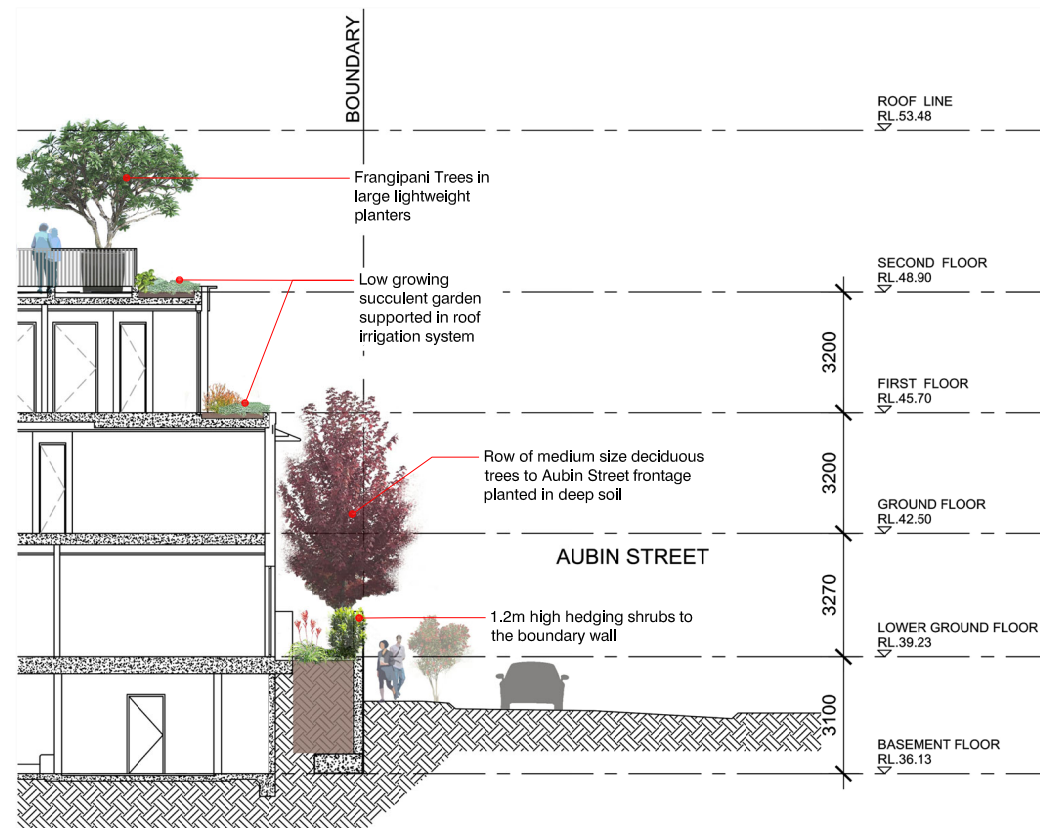 BOUNDARY
ROOF LINE
RL.53.48
Frangipani Trees in
large lightweight
planters
SECOND FLOOR
RL.48.90
Low growing
succulent garden
supported in roof
irrigation system
3200
FIRST FLOOR
RL.45.70
Row of medium size deciduous
trees to Aubin Street frontage
planted in deep soil
3200
GROUND FLOOR
RL.42.50
AUBIN STREET
3270
1.2m high hedging shrubs to
the boundary wall
LOWER GROUND FLOOR
RL.39.23
3100
BASEMENT FLOOR
RL.36.13